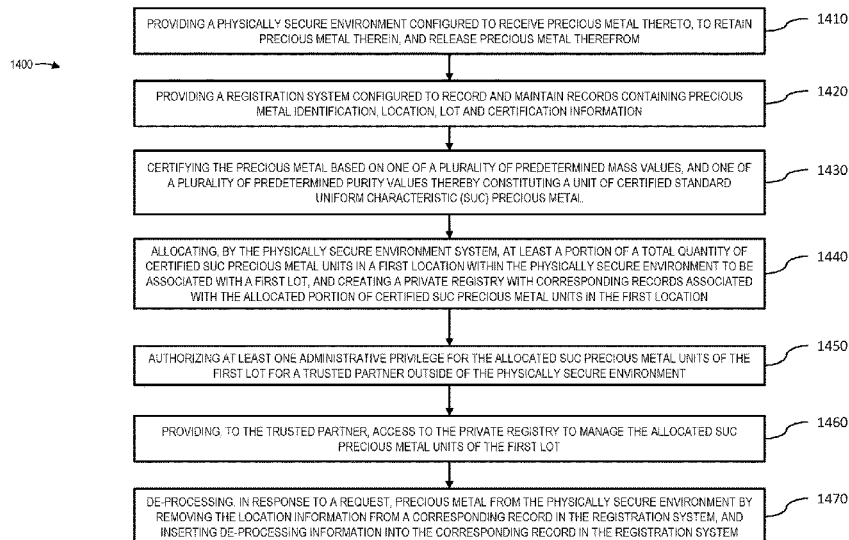 PROVIDING A PHYSICALLY SECURE ENVIRONMENT CONFIGURED TO RECEIVE PRECIOUS METAL THERETO, TO RETAIN
PRECIOUS METAL THEREIN, AND RELEASE PRECIOUS METAL THEREFROM
1410
1400
PROVIDING A REGISTRATION SYSTEM CONFIGURED TO RECORD AND MAINTAIN RECORDS CONTAINING PRECIOUS
METAL IDENTIFICATION, LOCATION, LOT AND CERTIFICATION INFORMATION
1420
CERTIFYING THE PRECIOUS METAL BASED ON ONE OF A PLURALITY OF PREDETERMINED MASS VALUES, AND ONE OF
A PLURALITY OF PREDETERMINED PURITY VALUES THEREBY CONSTITUTING A UNIT OF CERTIFIED STANDARD
UNIFORM CHARACTERISTIC (SUC) PRECIOUS METAL.
1430
ALLOCATING, BY THE PHYSICALLY SECURE ENVIRONMENT SYSTEM, AT LEAST A PORTION OF A TOTAL QUANTITY OF
CERTIFIED SUC PRECIOUS METAL UNITS IN A FIRST LOCATION WITHIN THE PHYSICALLY SECURE ENVIRONMENT TO BE
ASSOCIATED WITH A FIRST LOT, AND CREATING A PRIVATE REGISTRY WITH CORRESPONDING RECORDS ASSOCIATED
WITH THE ALLOCATED PORTION OF CERTIFIED SUC PRECIOUS METAL UNITS IN THE FIRST LOCATION
1440
AUTHORIZING AT LEAST ONE ADMINISTRATIVE PRIVILEGE FOR THE ALLOCATED SUC PRECIOUS METAL UNITS OF THE
FIRST LOT FOR A TRUSTED PARTNER OUTSIDE OF THE PHYSICALLY SECURE ENVIRONMENT
1450
PROVIDING, TO THE TRUSTED PARTNER, ACCESS TO THE PRIVATE REGISTRY TO MANAGE THE ALLOCATED SUC
PRECIOUS METAL UNITS OF THE FIRST LOT
1460
DE-PROCESSING, IN RESPONSE TO A REQUEST, PRECIOUS METAL FROM THE PHYSICALLY SECURE ENVIRONMENT BY
REMOVING THE LOCATION INFORMATION FROM A CORRESPONDING RECORD IN THE REGISTRATION SYSTEM, AND
INSERTING DE-PROCESSING INFORMATION INTO THE CORRESPONDING RECORD IN THE REGISTRATION SYSTEM
1470